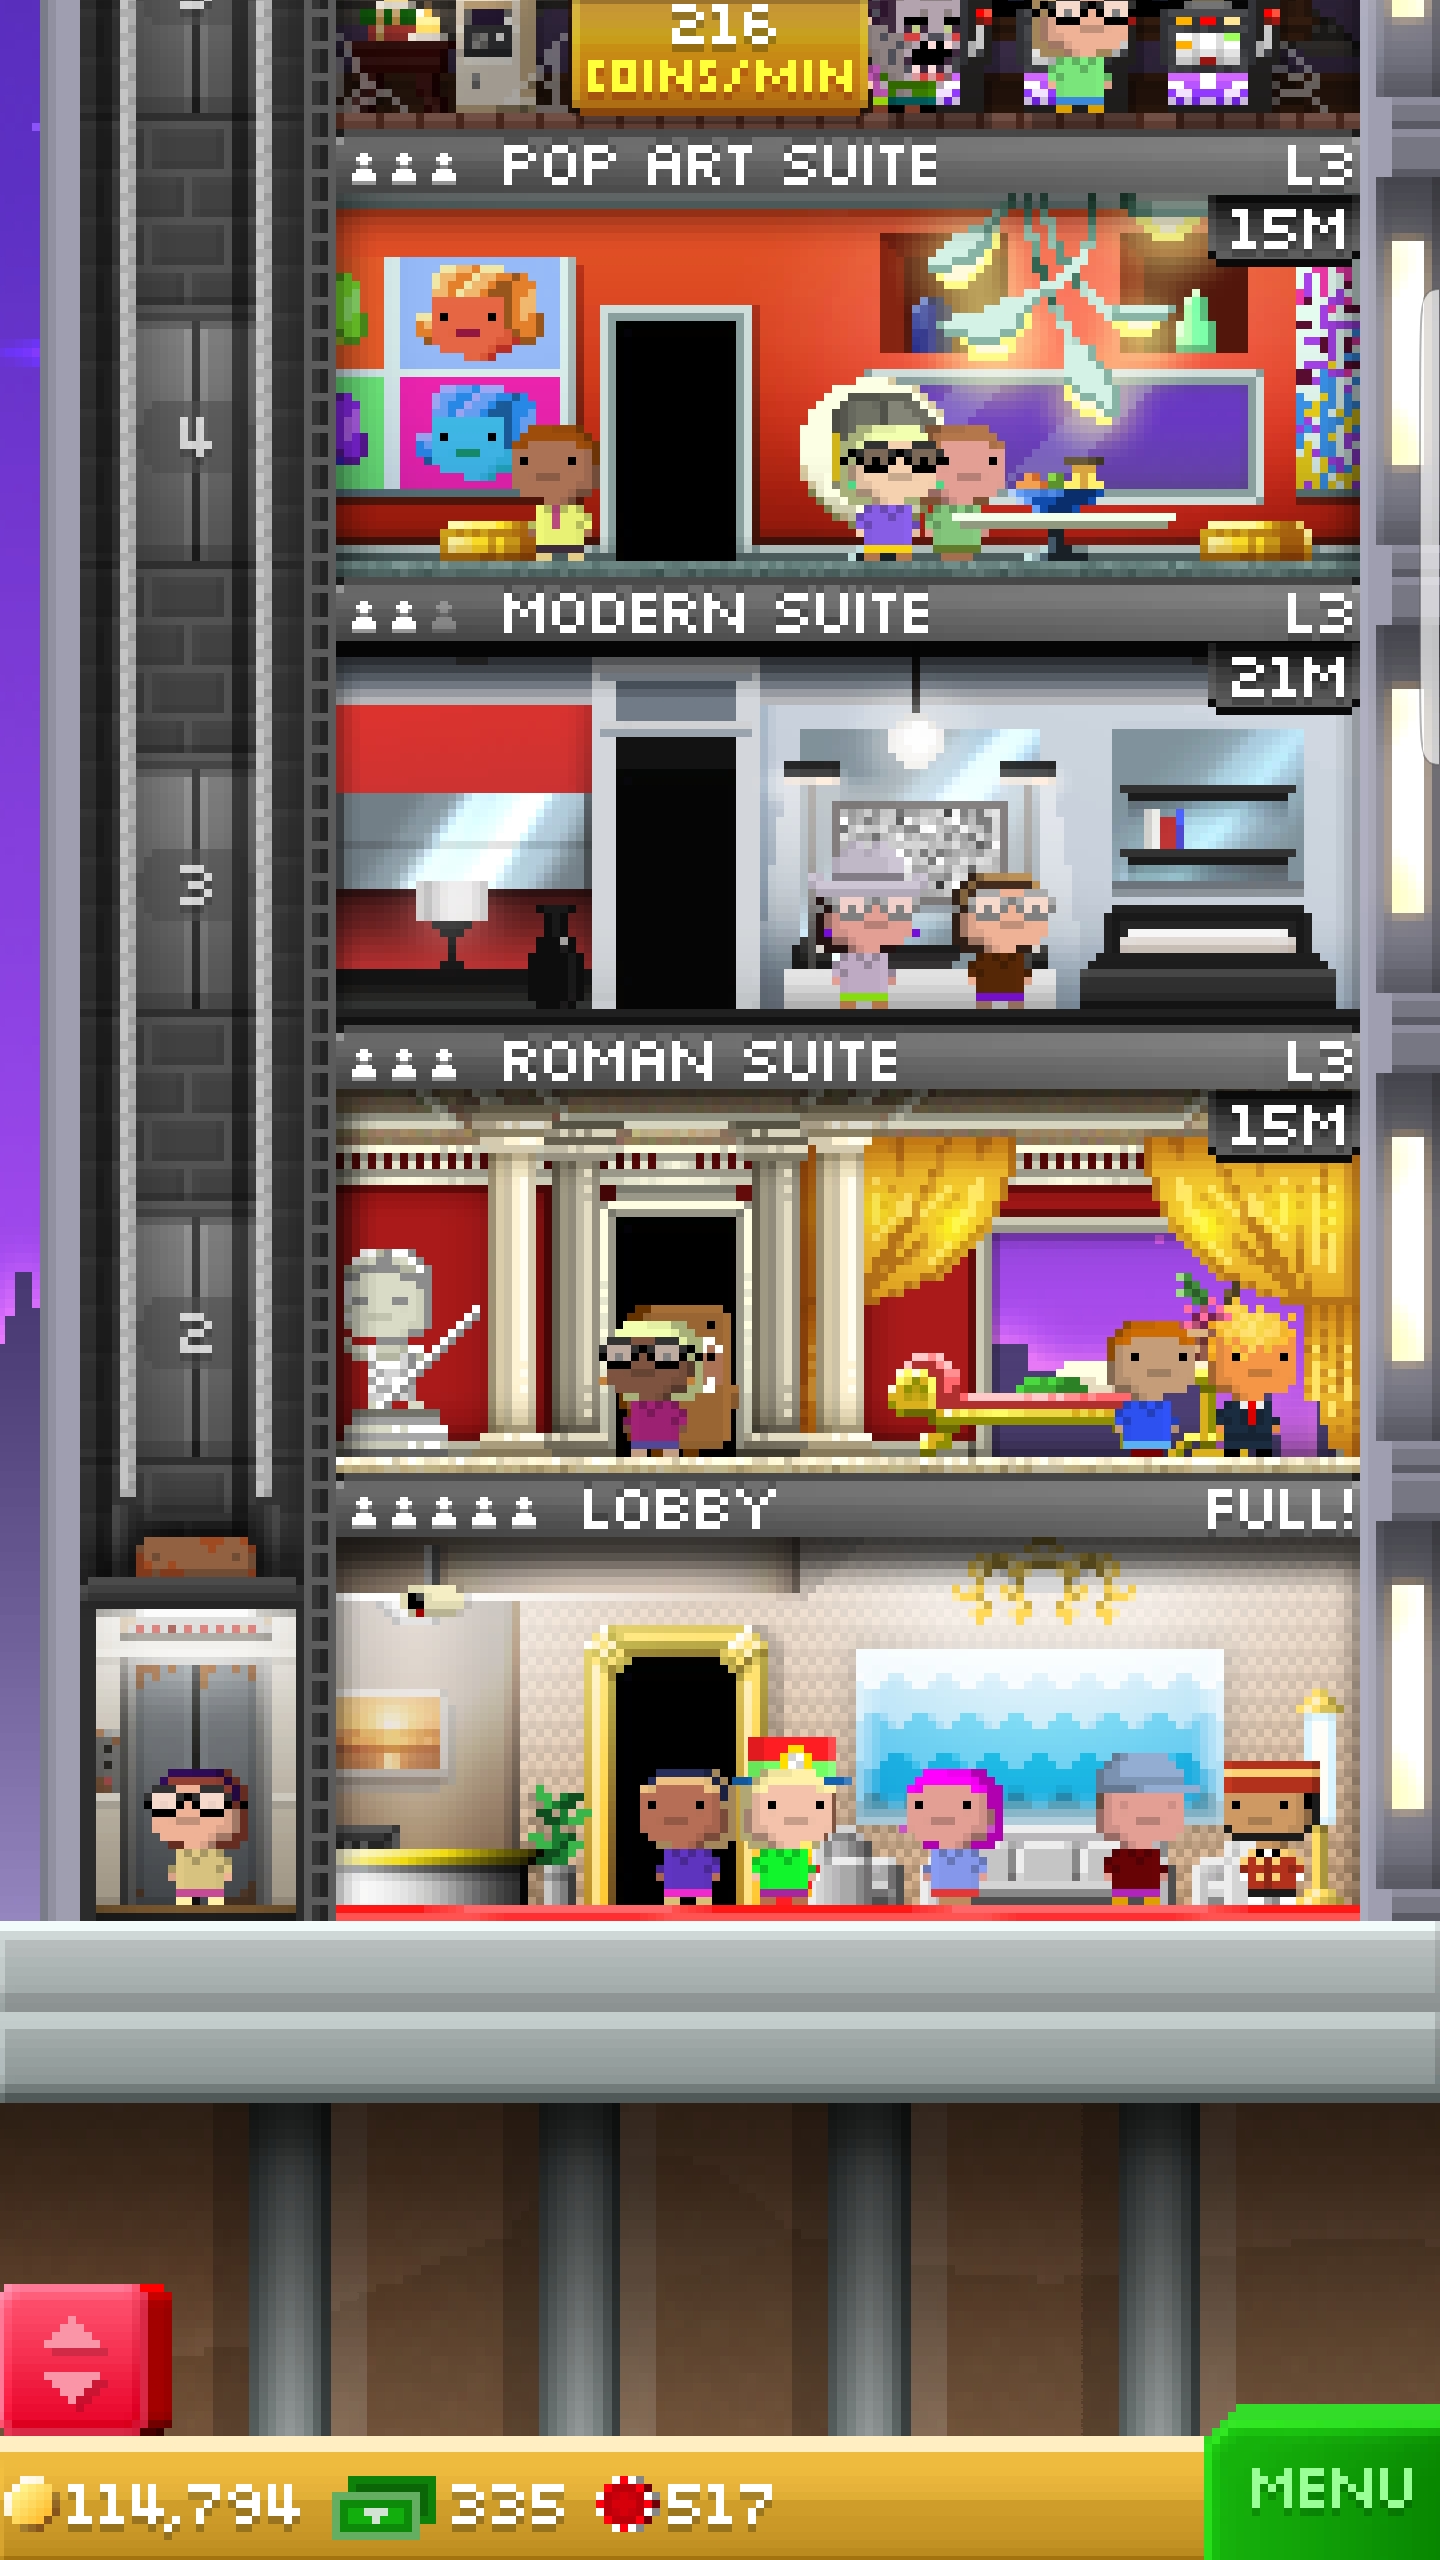 216
COINS/MIN
POP ART SUITE L3
15M
4
MODERN SUITE L3
21M
3
ROMAN SUITE L3
15M
2
LOBBY FULL!
114,794 335 517
MENU